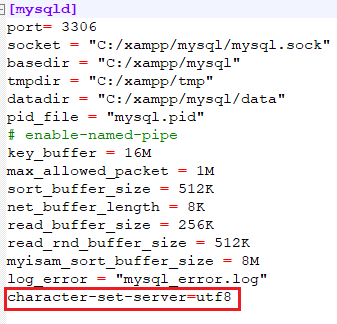 [mysqld]
port= 3306
socket = "C:/xampp/mysql/mysql.sock"
basedir = "C:/xampp/mysql"
tmpdir = "C:/xampp/tmp"
datadir = "C:/xampp/mysql/data"
pid_file = "mysql.pid"
# enable-named-pipe
key_buffer = 16M
max_allowed_packet = 1M
sort_buffer_size = 512K
net_buffer_length = 8K
read_buffer_size = 256K
read_rnd_buffer_size = 512K
myisam_sort_buffer_size = 8M
log_error = "mysql_error.log"
character-set-server=utf8